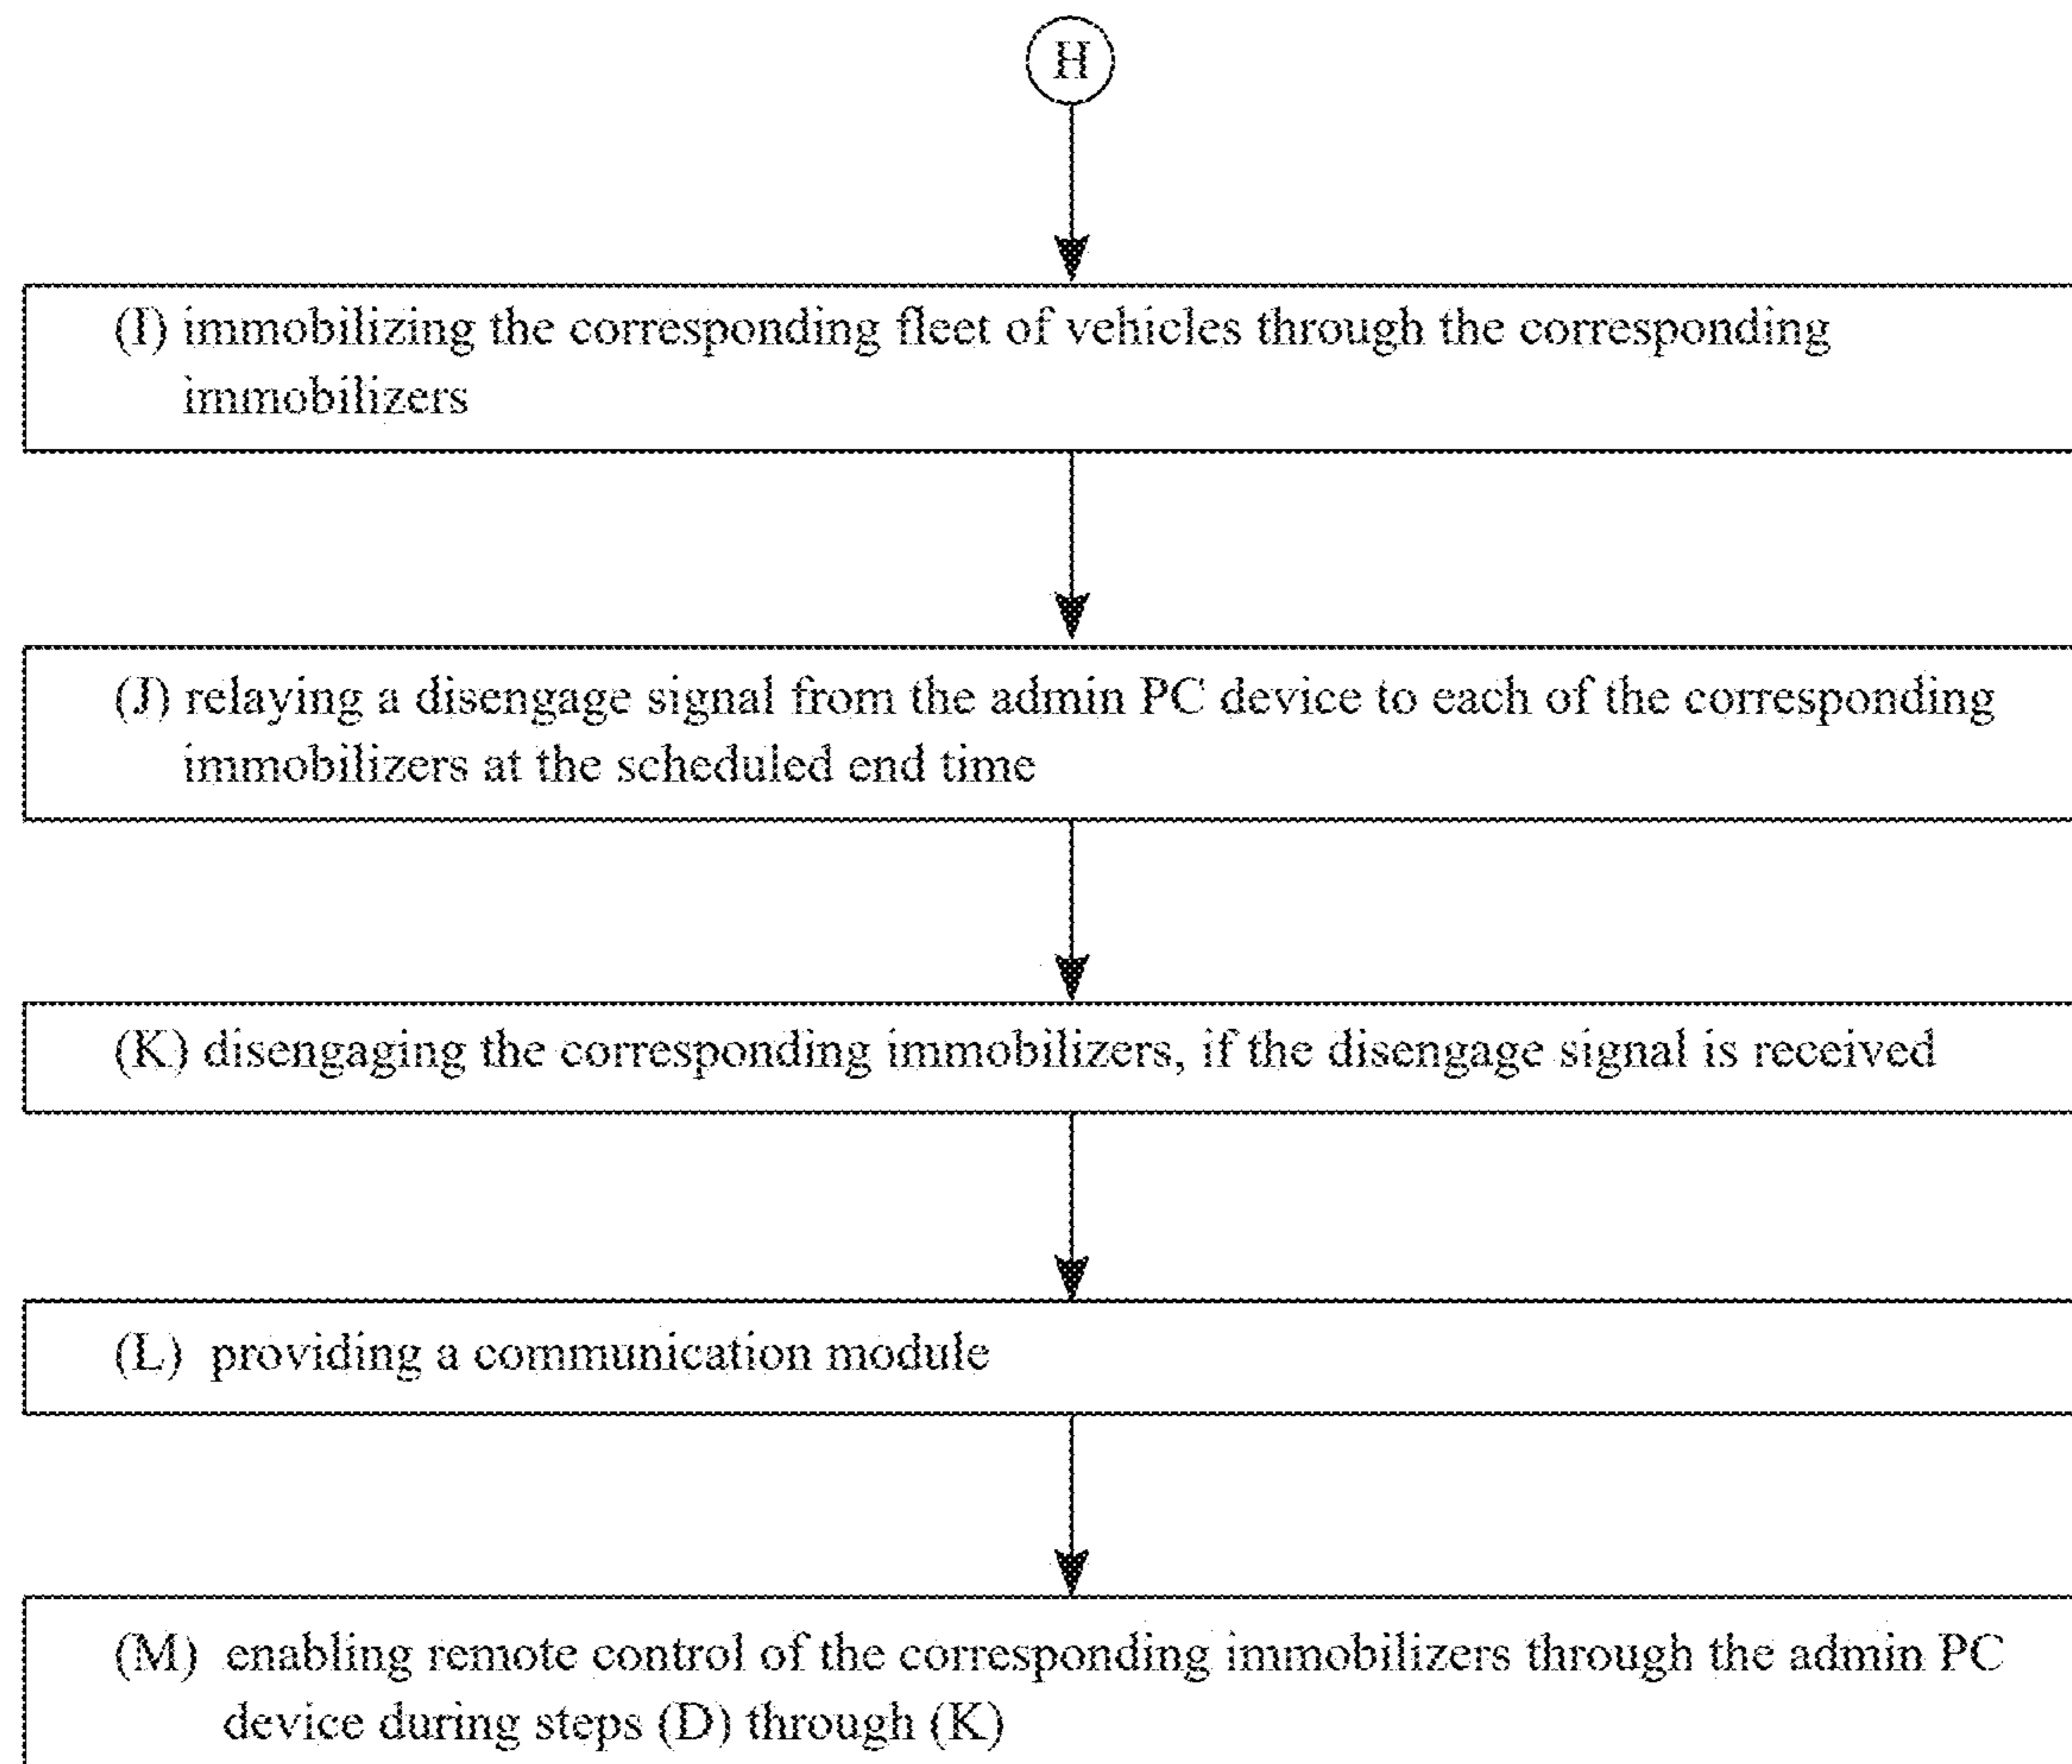 H
(I) immobilizing the corresponding fleet of vehicles through the corresponding
immobilizers
(J) relaying a disengage signal from the admin PC device to each of the corresponding
immobilizers at the scheduled end time
(K) disengaging the corresponding immobilizers, if the disengage signal is received
(L) providing a communication module
(M) enabling remote control of the corresponding immobilizers through the admin PC
device during steps (D) through (K)